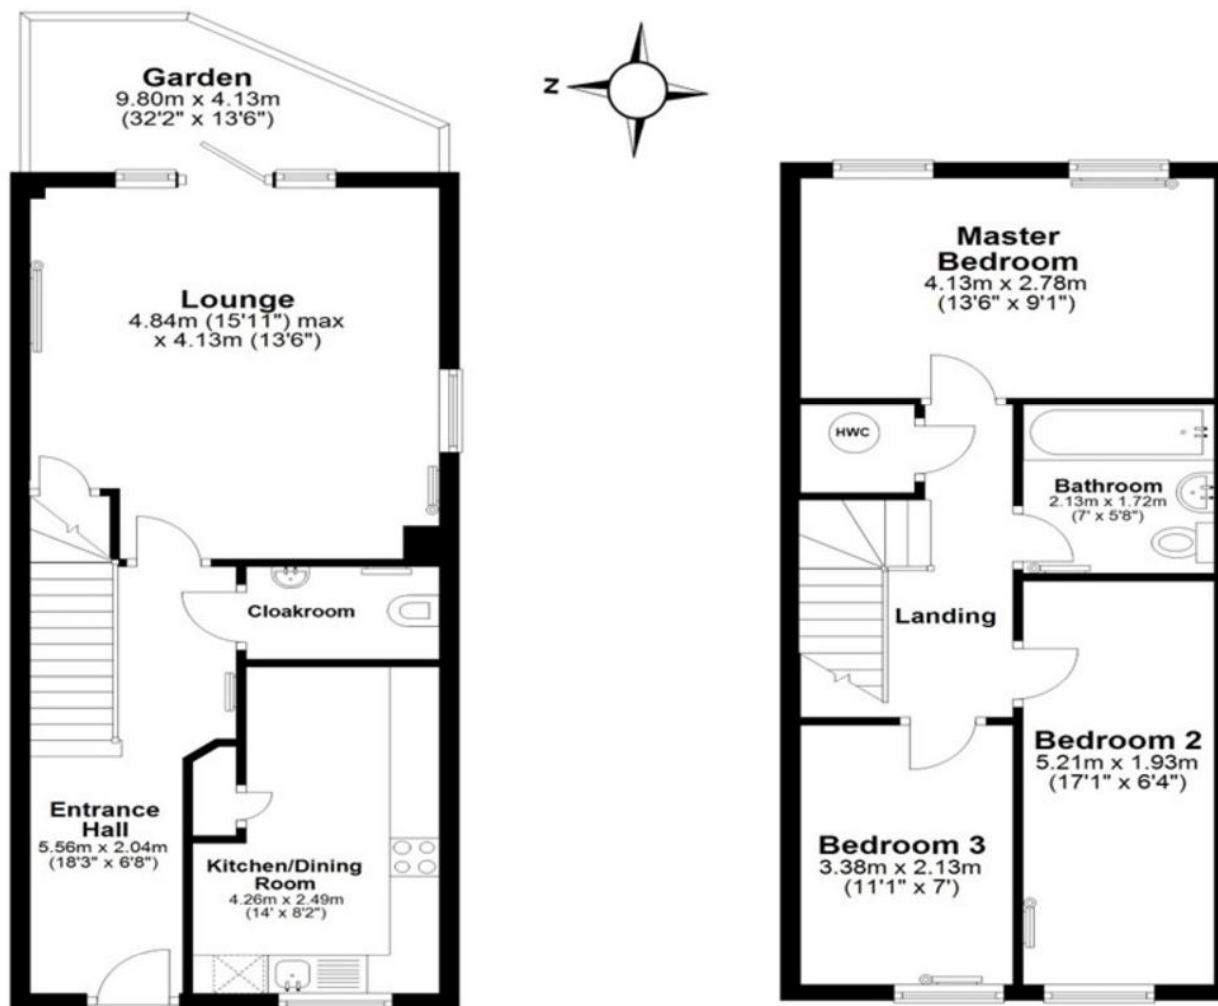 Garden
9.80m x 4.13m
(32'2" x 13'6")
N
Lounge
4.84m (15'11") max
x 4.13m (13'6")
Cloakroom
Entrance
Hall
5.56m x 2.04m
(18'3" x 6'8")
Kitchen/Dining
Room
4.26m x 2.49m
(14' x 8'2")
Master
Bedroom
4.13m x 2.78m
(13'6" x 9'1")
HWC
Bathroom
2.13m x 1.72m
(7' x 5'8")
Landing
Bedroom 2
5.21m x 1.93m
(17'1" x 6'4")
Bedroom 3
3.38m x 2.13m
(11'1" x 7')